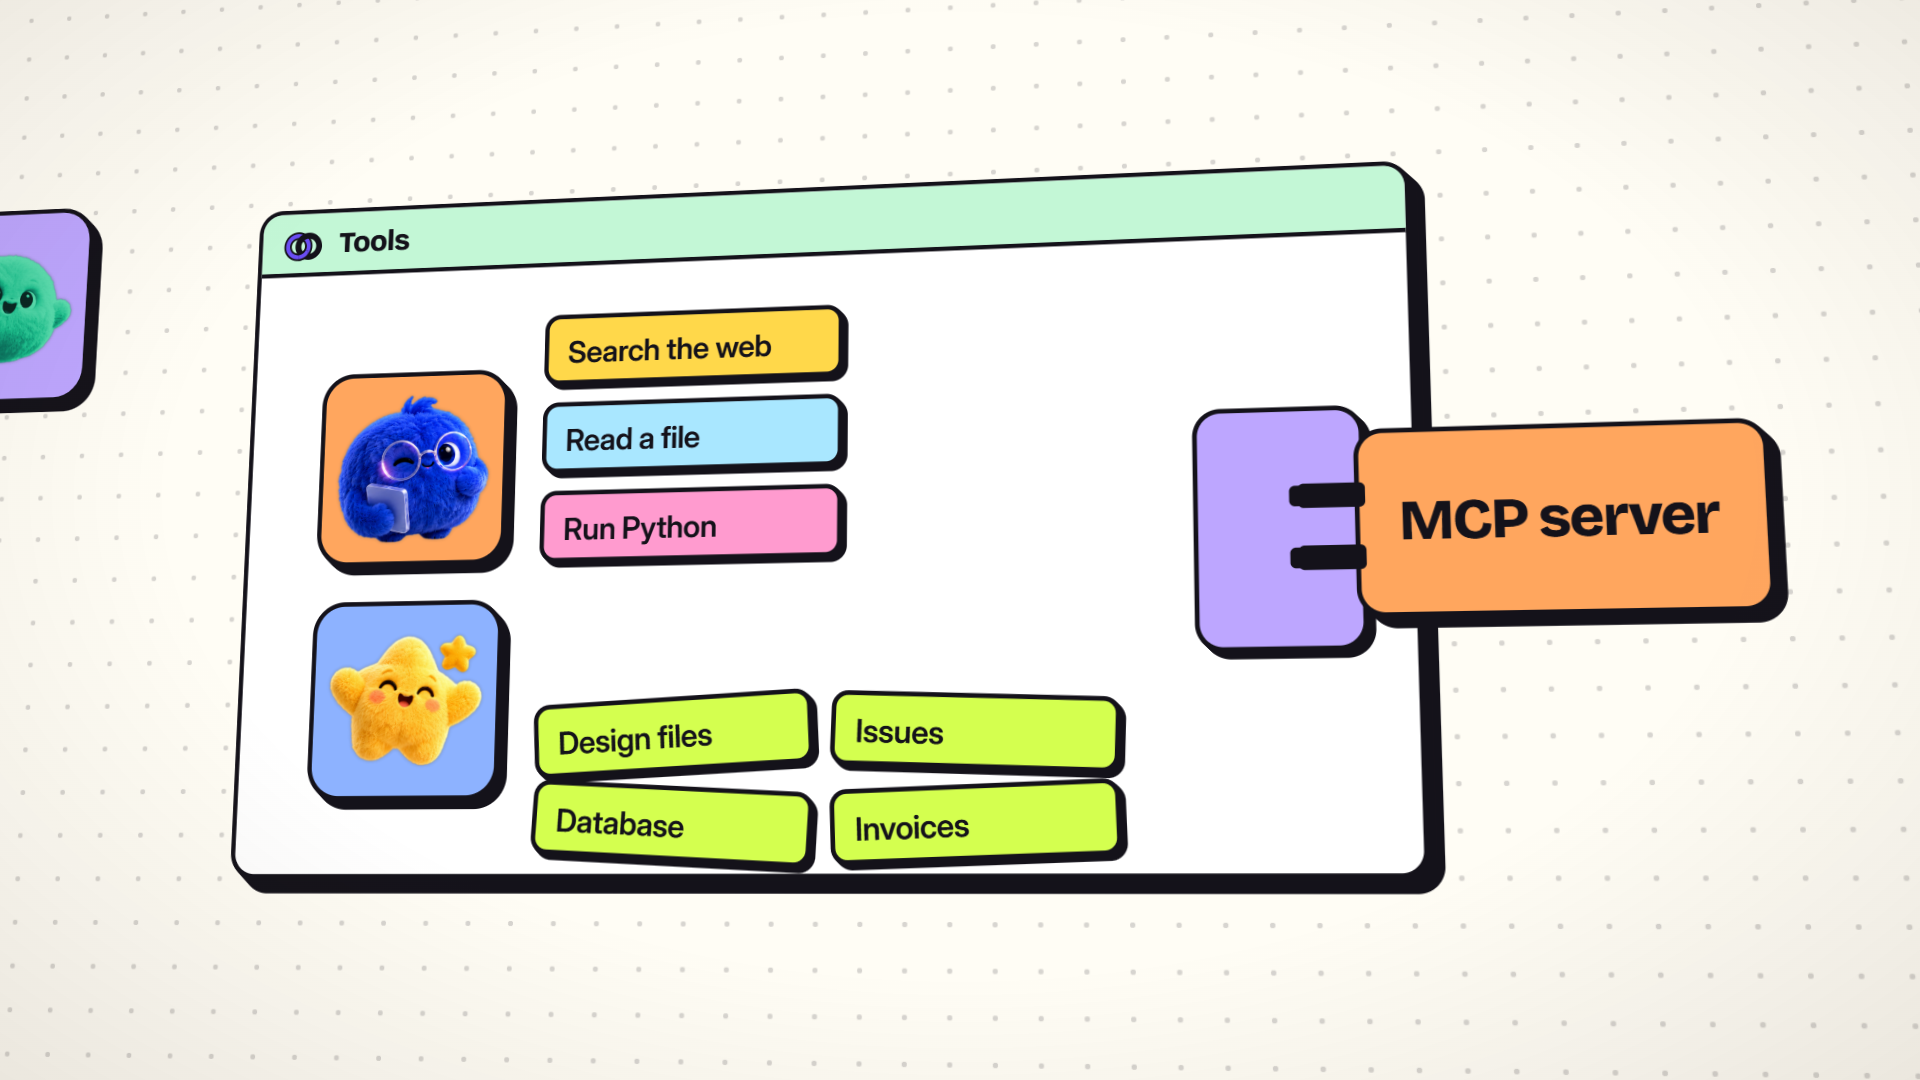 Tools
Search the web
Read a file
Run Python
MCP server
Design files
Issues
Database
Invoices